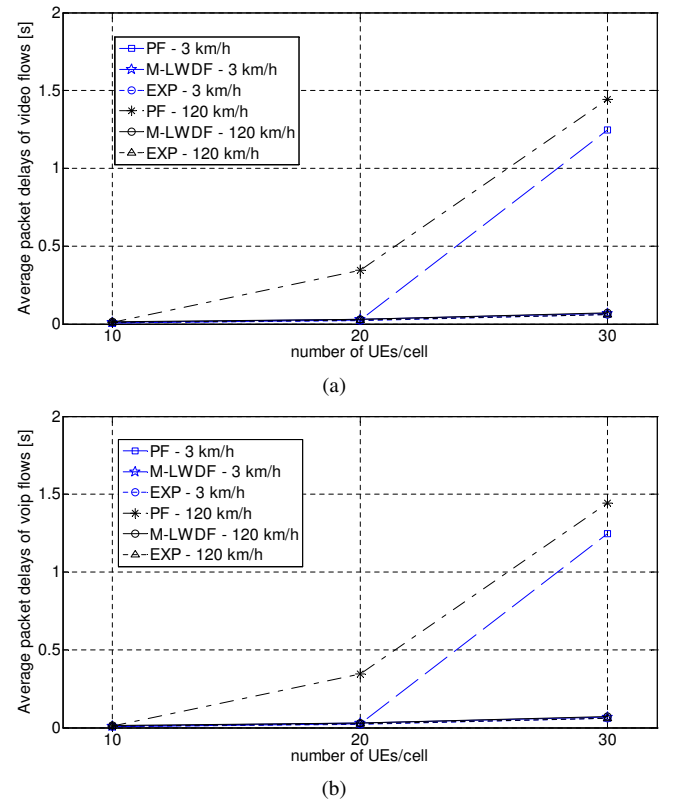 2
1.5
1
0.5
0
Average packet delays of video flows [s]
PF - 3 km/h
M-LWDF - 3 km/h
EXP - 3 km/h
PF - 120 km/h
M-LWDF - 120 km/h
EXP - 120 km/h
10 20 30
number of UEs/cell
(a)
2
1.5
1
0.5
0
Average packet delays of voip flows [s]
PF - 3 km/h
M-LWDF - 3 km/h
EXP - 3 km/h
PF - 120 km/h
M-LWDF - 120 km/h
EXP - 120 km/h
10 20 30
number of UEs/cell
(b)